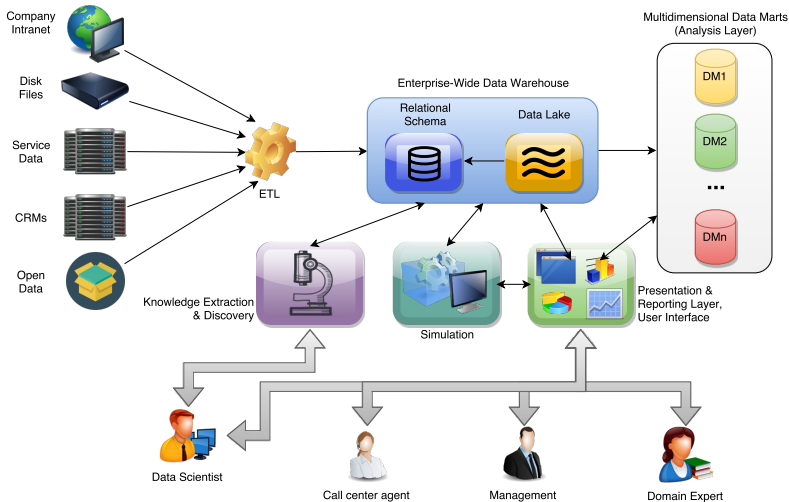 Company
Intranet
Disk
Files
Service
Data
CRMs
Open
Data
ETL
Enterprise-Wide Data Warehouse
Relational
Schema
Data Lake
Multidimensional Data Marts
(Analysis Layer)
DM1
DM2
...
DMn
Knowledge Extraction
& Discovery
Simulation
Presentation &
Reporting Layer,
User Interface
Data Scientist
Call center agent
Management
Domain Expert